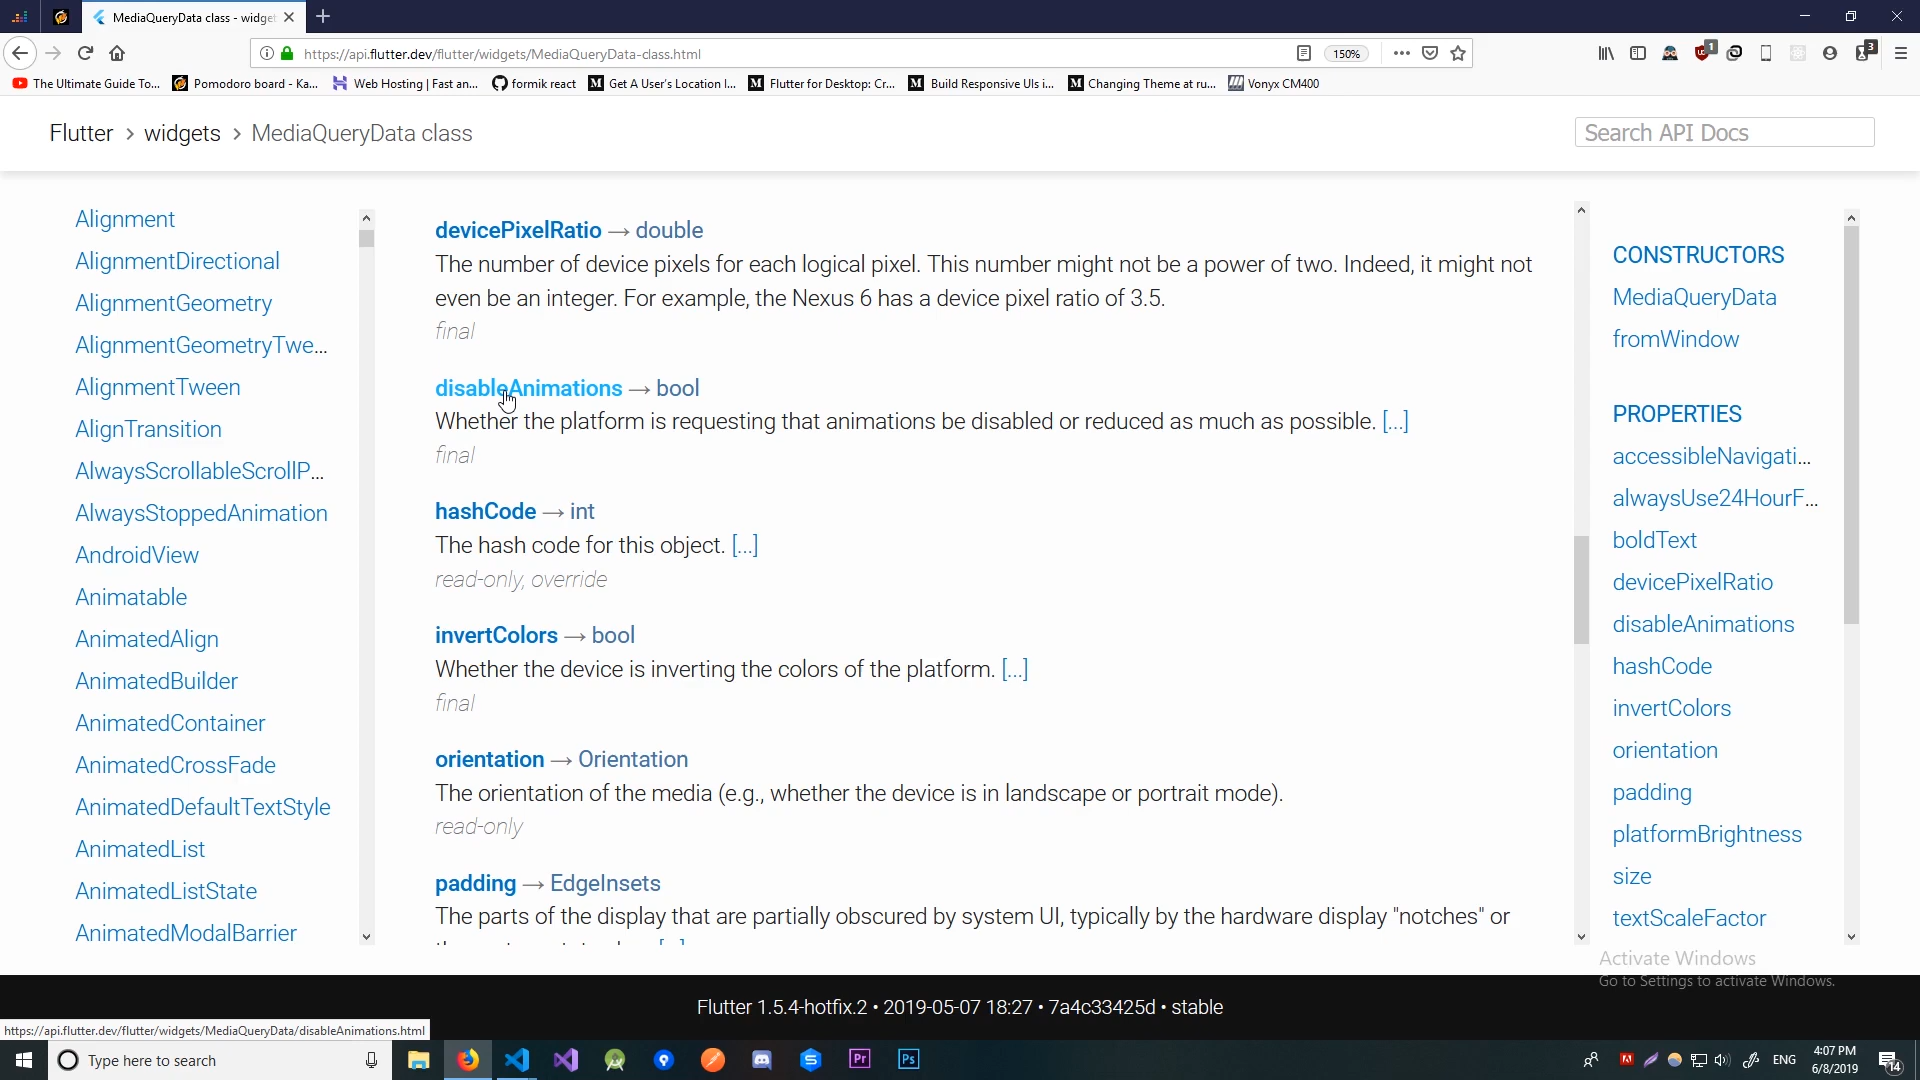 MediaQueryData class - widget
https://api.flutter.dev/flutter/widgets/MediaQueryData-class.html
150%
1
3
The Ultimate Guide To...
Pomodoro board - Ka...
Web Hosting | Fast an...
formik react
Get A User's Location I...
Flutter for Desktop: Cr...
Build Responsive UIs i...
Changing Theme at ru...
Vonyx CM400
Flutter > widgets > MediaQueryData class
Search API Docs
Alignment
AlignmentDirectional
AlignmentGeometry
AlignmentGeometryTwe...
AlignmentTween
AlignTransition
AlwaysScrollableScrollP...
AlwaysStoppedAnimation
AndroidView
Animatable
AnimatedAlign
AnimatedBuilder
AnimatedContainer
AnimatedCrossFade
AnimatedDefaultTextStyle
AnimatedList
AnimatedListState
AnimatedModalBarrier
devicePixelRatio → double
The number of device pixels for each logical pixel. This number might not be a power of two. Indeed, it might not
even be an integer. For example, the Nexus 6 has a device pixel ratio of 3.5.
final
disableAnimations → bool
Whether the platform is requesting that animations be disabled or reduced as much as possible. [...]
final
hashCode → int
The hash code for this object. [...]
read-only, override
invertColors → bool
Whether the device is inverting the colors of the platform. [...]
final
orientation → Orientation
The orientation of the media (e.g., whether the device is in landscape or portrait mode).
read-only
padding → EdgeInsets
The parts of the display that are partially obscured by system UI, typically by the hardware display "notches" or
CONSTRUCTORS
MediaQueryData
fromWindow
PROPERTIES
accessibleNavigati...
alwaysUse24HourF...
boldText
devicePixelRatio
disableAnimations
hashCode
invertColors
orientation
padding
platformBrightness
size
textScaleFactor
Activate Windows
Go to Settings to activate Windows.
Flutter 1.5.4-hotfix.2 • 2019-05-07 18:27 • 7a4c33425d • stable
https://api.flutter.dev/flutter/widgets/MediaQueryData/disableAnimations.html
Type here to search
Pr
Ps
ENG
4:07 PM
6/8/2019
14